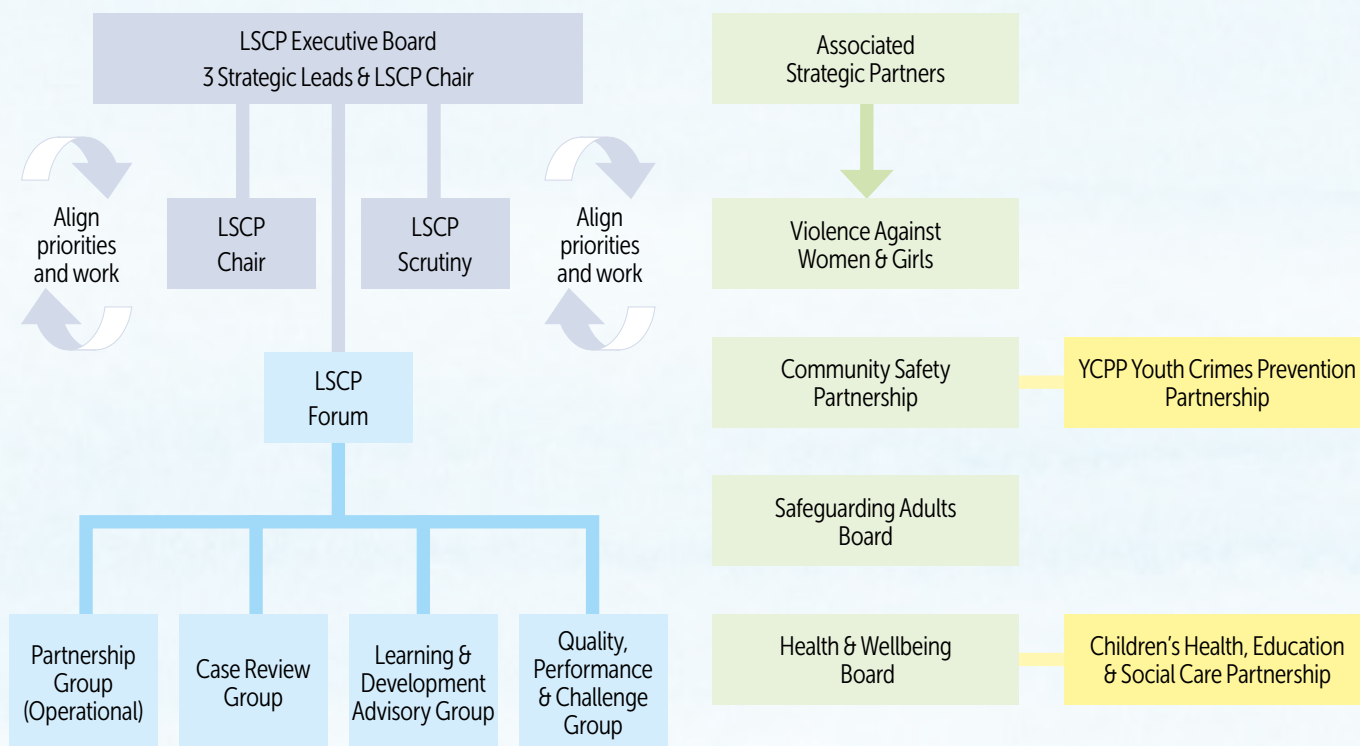 LSCP Executive Board
3 Strategic Leads & LSCP Chair
Align
priorities
and work
LSCP
Chair
LSCP
Scrutiny
Align
priorities
and work
LSCP
Forum
Partnership
Group
(Operational)
Case Review
Group
Learning &
Development
Advisory Group
Quality,
Performance
& Challenge
Group
Associated
Strategic Partners
Violence Against
Women & Girls
Community Safety
Partnership
YCPP Youth Crimes Prevention
Partnership
Safeguarding Adults
Board
Health & Wellbeing
Board
Children's Health, Education
& Social Care Partnership